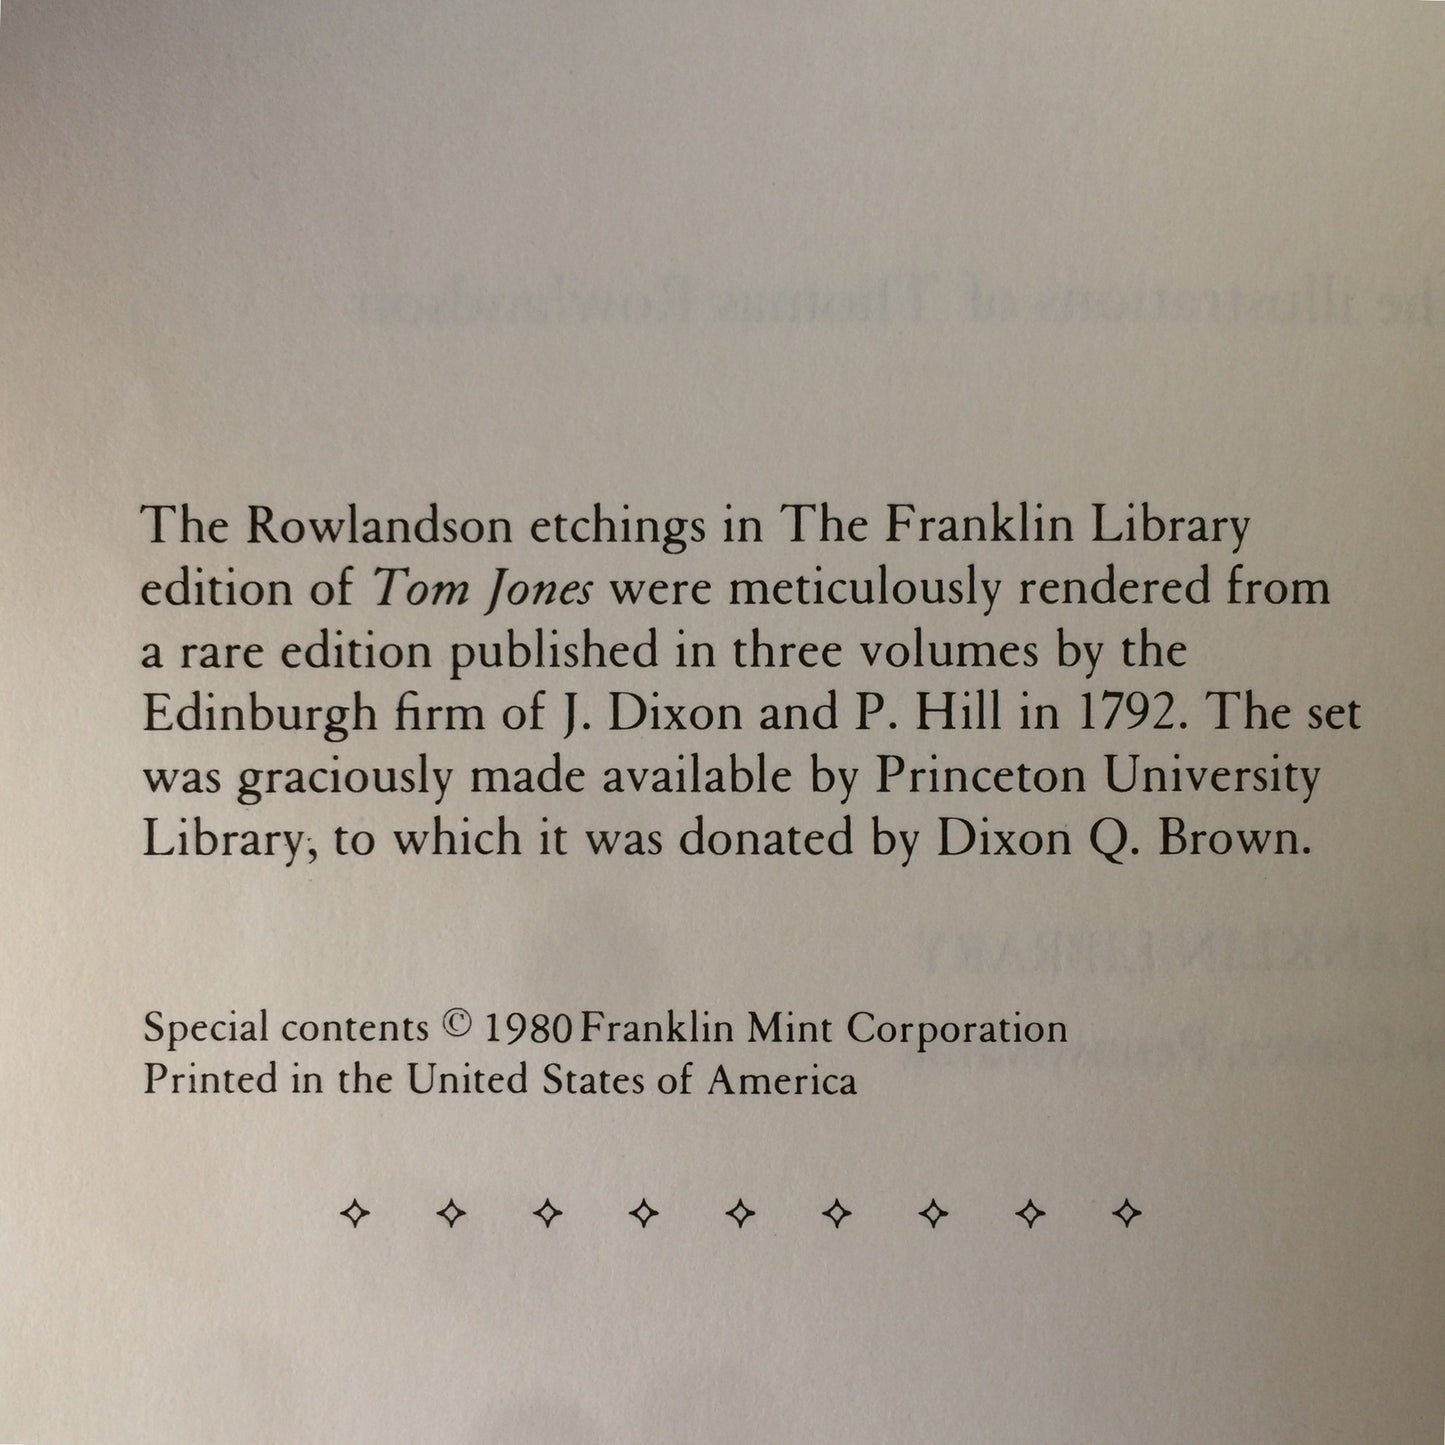 The Rowlandson etchings in The Franklin Library
edition of Tom Jones were meticulously rendered from
a rare edition published in three volumes by the
Edinburgh firm of J. Dixon and P. Hill in 1792. The set
was graciously made available by Princeton University
Library, to which it was donated by Dixon Q. Brown.
Special contents © 1980 Franklin Mint Corporation
Printed in the United States of America